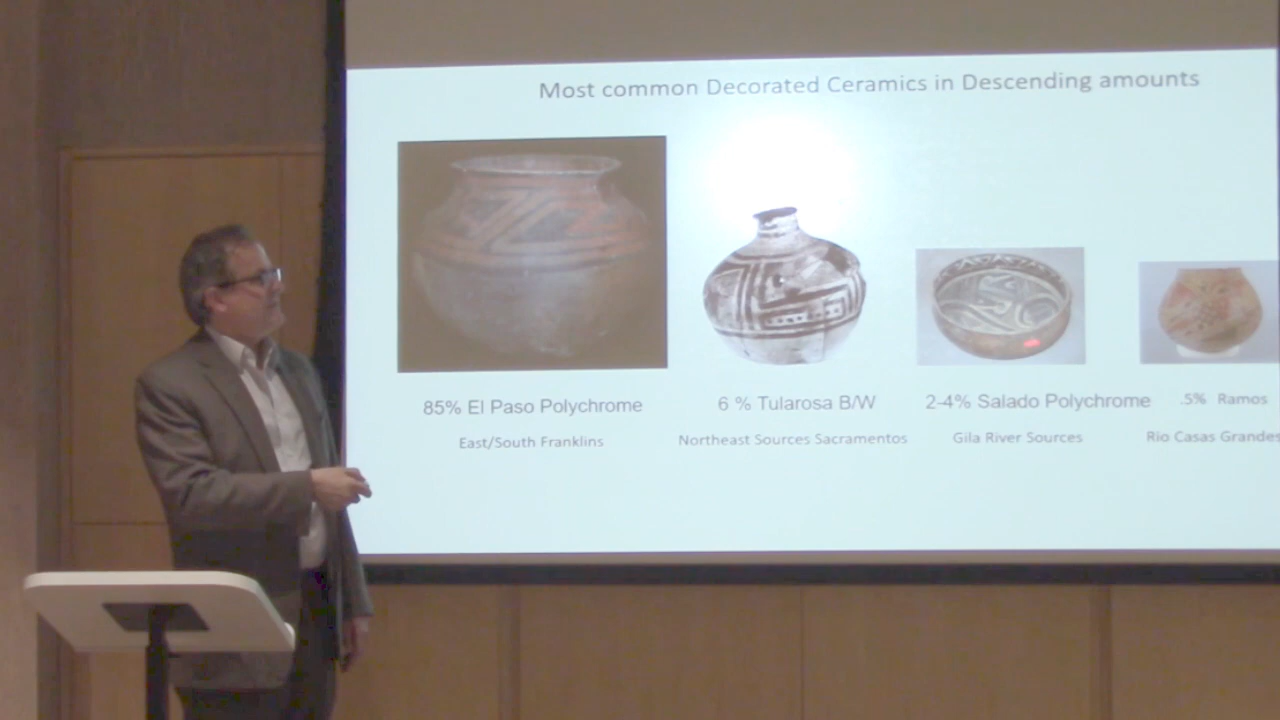 Most common Decorated Ceramics in Descending amounts
85% El Paso Polychrome
East/South Franklins
6 % Tularosa B/W
Northeast Sources Sacramentos
2-4% Salado Polychrome
Gila River Sources
.5% Ramos
Rio Casas Grandes